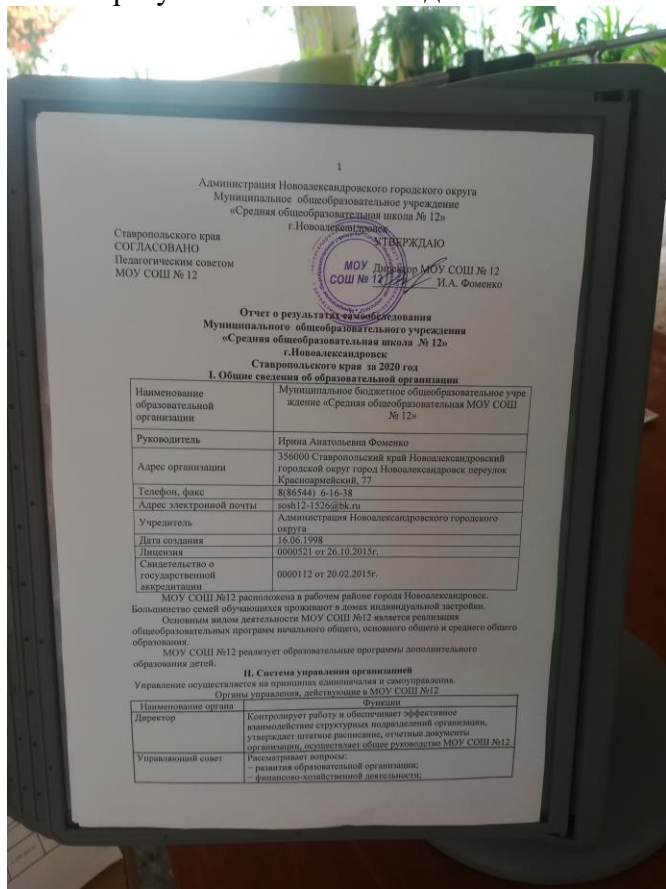 1
Администрация Новоалександровского городского округа
Муниципальное общеобразовательное учреждение
«Средняя общеобразовательная школа № 12»
г.Новоалександровск
Ставропольского края
УТВЕРЖДАЮ
СОГЛАСОВАНО
Педагогическим советом
Директор МОУ СОШ № 12
МОУ СОШ № 12
И.А. Фоменко
МОУ
СОШ № 12
Отчет о результатах самообследования
Муниципального общеобразовательного учреждения
«Средняя общеобразовательная школа № 12»
г.Новоалександровск
Ставропольского края за 2020 год
I. Общие сведения об образовательной организации
Наименование
образовательной
организации
Муниципальное бюджетное общеобразовательное учре
ждение «Средняя общеобразовательная МОУ СОШ
№ 12»
Руководитель
Ирина Анатольевна Фоменко
Адрес организации
356000 Ставропольский край Новоалександровский
городской округ город Новоалександровск переулок
Красноармейский, 77
Телефон, факс
8(86544) 6-16-38
Адрес электронной почты
sosh12-1526@bk.ru
Учредитель
Администрация Новоалександровского городского
округа
Дата создания
16.06.1998
Лицензия
0000521 от 26.10.2015г.
Свидетельство о
государственной
аккредитации
0000112 от 20.02.2015г.
МОУ СОШ №12 расположена в рабочем районе города Новоалександровск.
Большинство семей обучающихся проживают в домах индивидуальной застройки.
Основным видом деятельности МОУ СОШ №12 является реализация
общеобразовательных программ начального общего, основного общего и среднего общего
образования.
МОУ СОШ №12 реализует образовательные программы дополнительного
образования детей.
II. Система управления организацией
Управление осуществляется на принципах единоначалия и самоуправления.
Органы управления, действующие в МОУ СОШ №12
Наименование органа
Функции
Директор
Контролирует работу и обеспечивает эффективное
взаимодействие структурных подразделений организации,
утверждает штатное расписание, отчетные документы
организации, осуществляет общее руководство МОУ СОШ №12
Управляющий совет
Рассматривает вопросы:
− развития образовательной организации;
− финансово-хозяйственной деятельности;